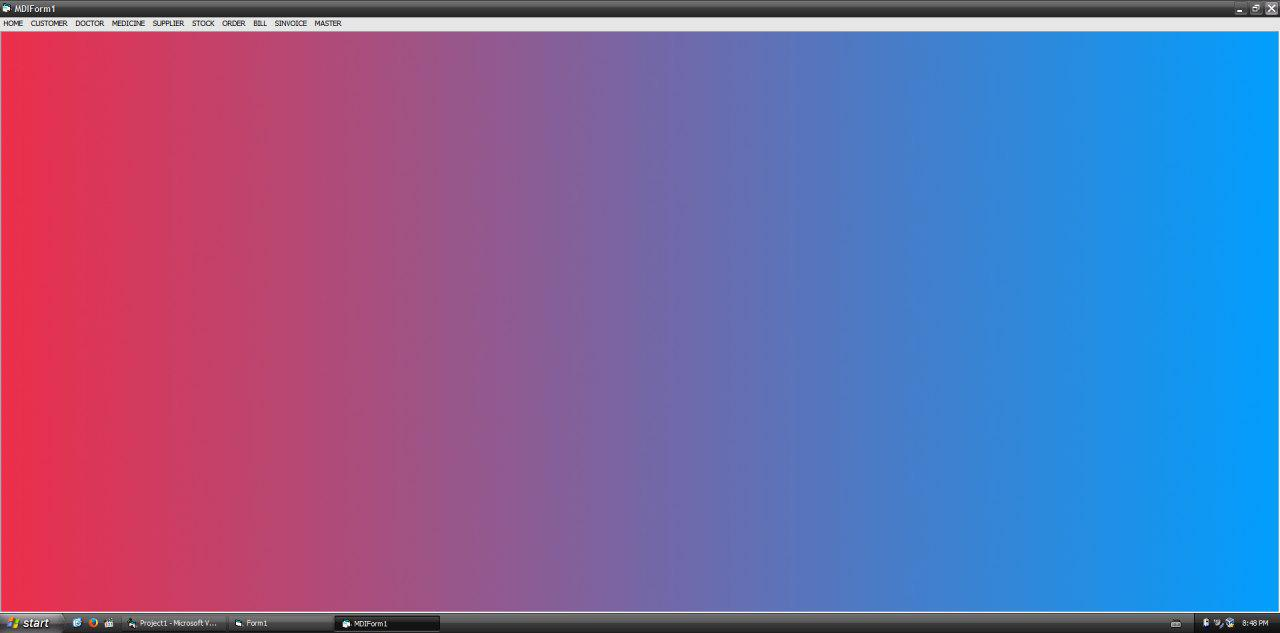 MDIForm1
HOME CUSTOMER DOCTOR MEDICINE SUPPLIER STOCK ORDER BILL SINVOICE MASTER
start Project1 - Microsoft V... Form1 MDIForm1 8:48 PM